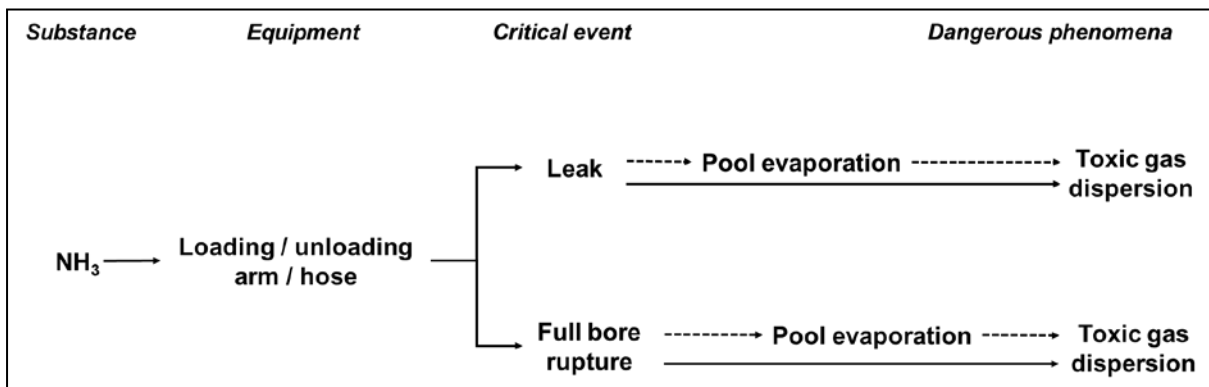 Substance Equipment Critical event Dangerous phenomena
Leak Pool evaporation Toxic gas
dispersion
NH₃ Loading / unloading
arm / hose
Full bore
rupture Pool evaporation Toxic gas
dispersion